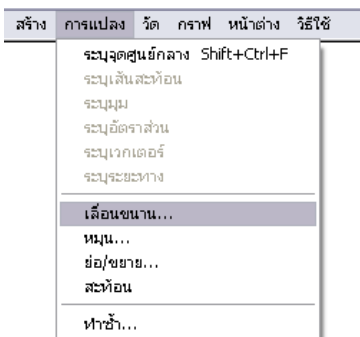 สร้าง การแปลง วัด กราฟ หน้าต่าง วิธีใช้
ระบุจุดศูนย์กลาง Shift+Ctrl+F
ระบุเส้นสะท้อน
ระบุมุม
ระบุอัตราส่วน
ระบุเวกเตอร์
ระบุระยะทาง
เลื่อนขนาน...
หมุน...
ย่อ/ขยาย...
สะท้อน
ทำซ้ำ...